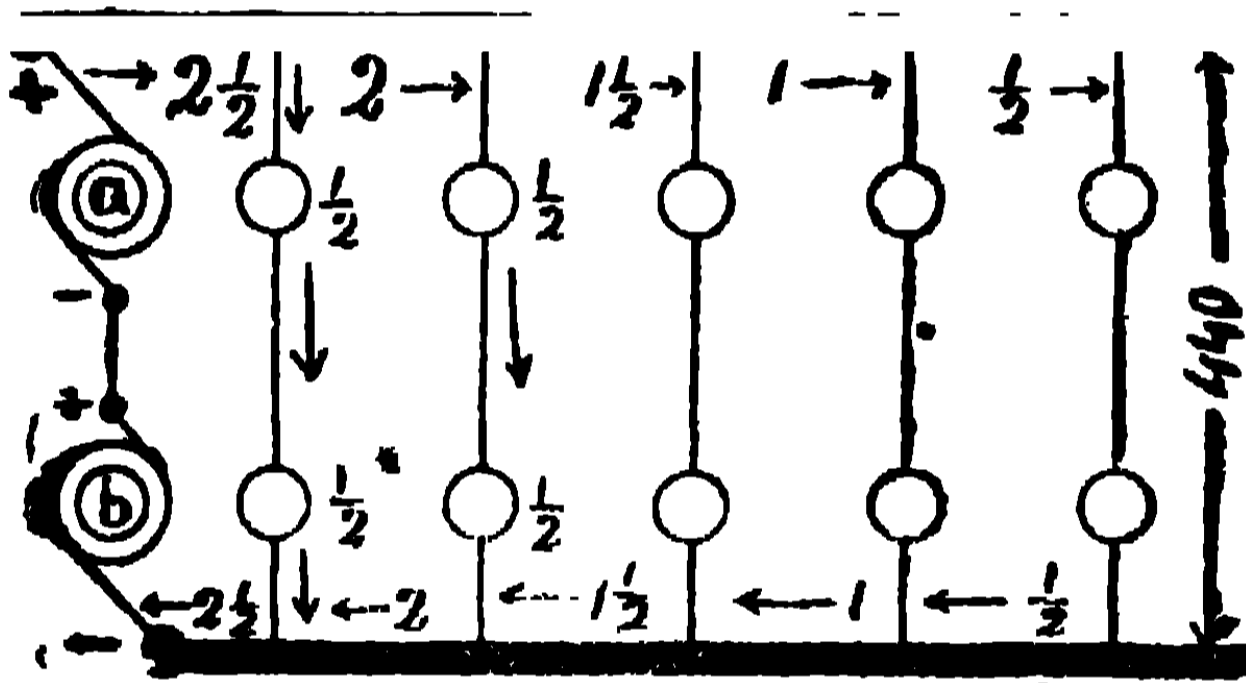 + → 2½ ↓ 2 → 1½ → 1 → ½ →
a ½ ½
-
440
+
b ½ ½
← 2½ ↓ ← 2 ← 1½ ← 1 ← ½
-